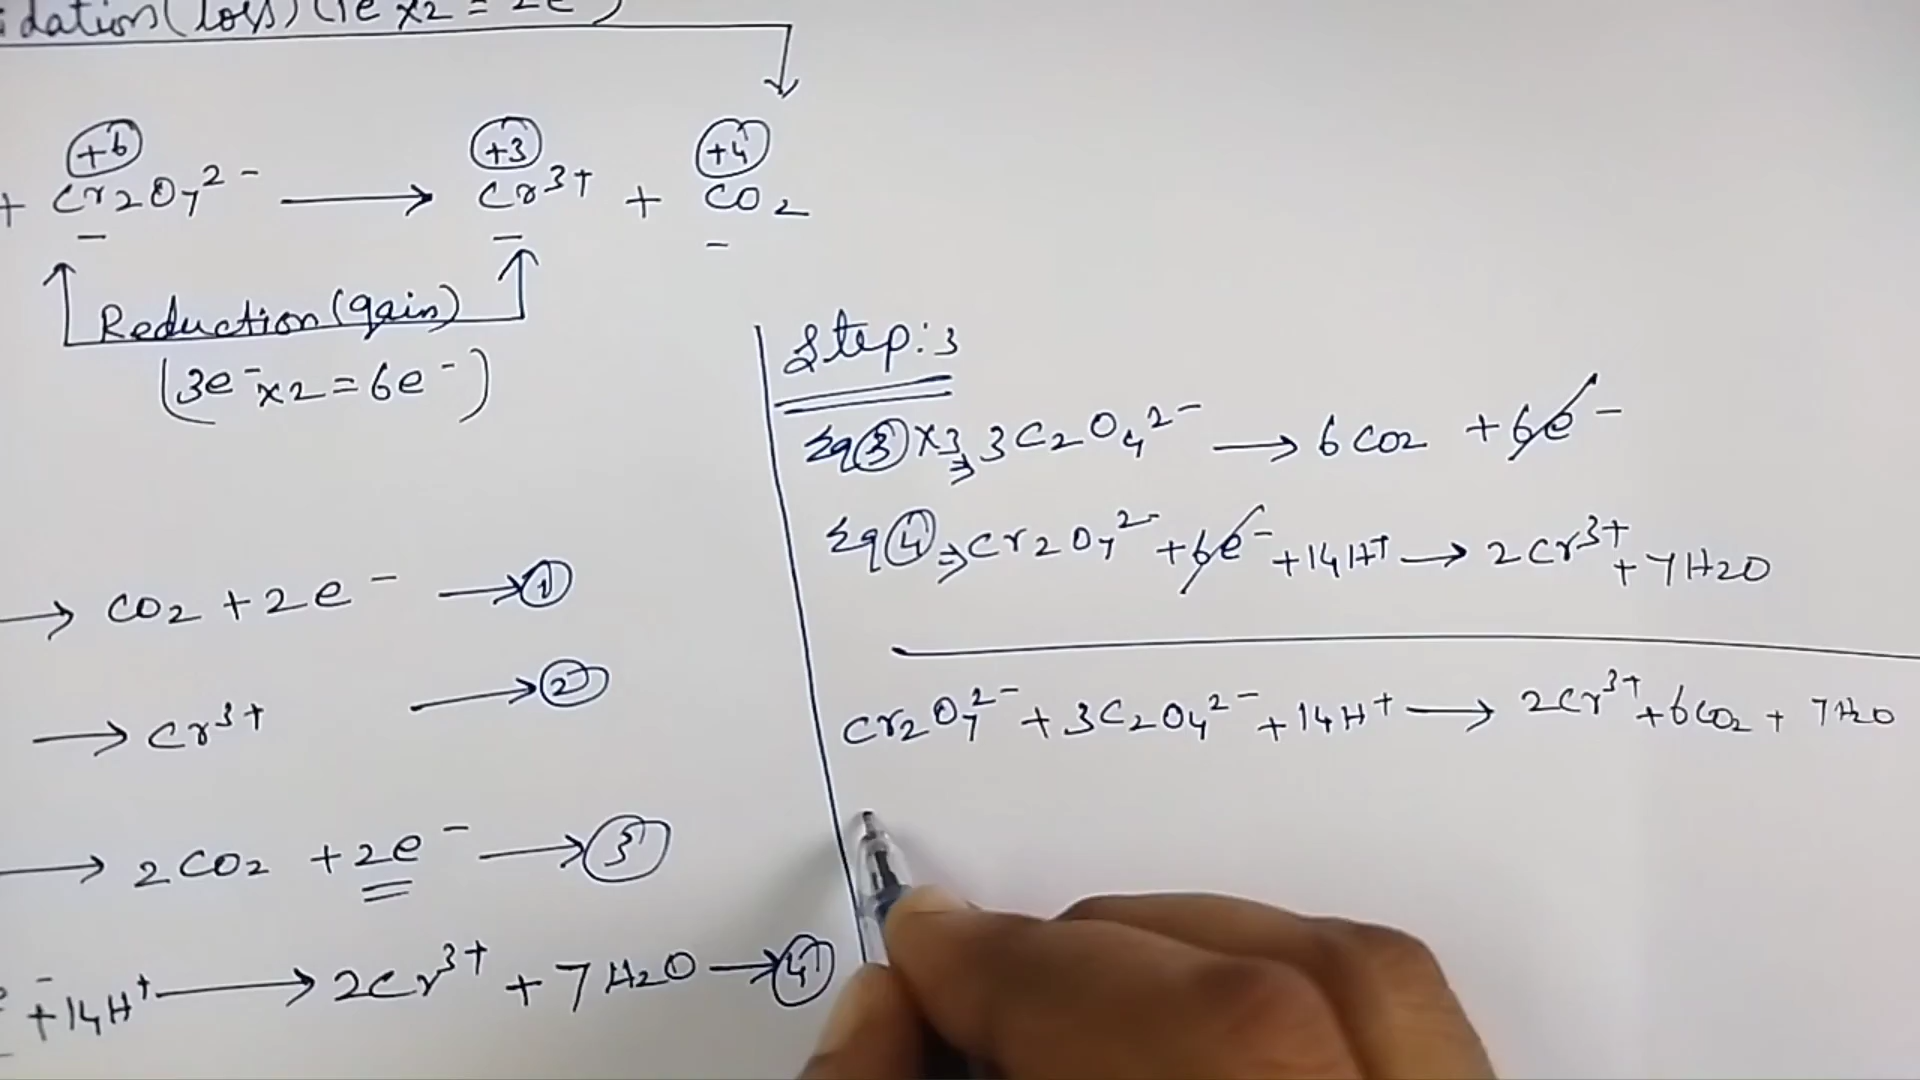 idation (loss) (1e⁻ x2 = 2e⁻)
+6 +3 +4
+ Cr2O7²⁻ ⟶ Cr³⁺ + CO2
Reduction (gain)
(3e⁻x2 = 6e⁻)
⟶ CO2 + 2e⁻ ⟶ ①
⟶ Cr³⁺ ⟶ ②
⟶ 2CO2 + 2e⁻ ⟶ ③
+14H⁺ ⟶ 2Cr³⁺ + 7H2O ⟶ ④
Step:3
Eq③x3⇒ 3C2O4²⁻ ⟶ 6CO2 + 6e⁻
Eq④⇒ Cr2O7²⁻ + 6e⁻ + 14H⁺ ⟶ 2Cr³⁺ + 7H2O
Cr2O7²⁻ + 3C2O4²⁻ + 14H⁺ ⟶ 2Cr³⁺ + 6CO2 + 7H2O